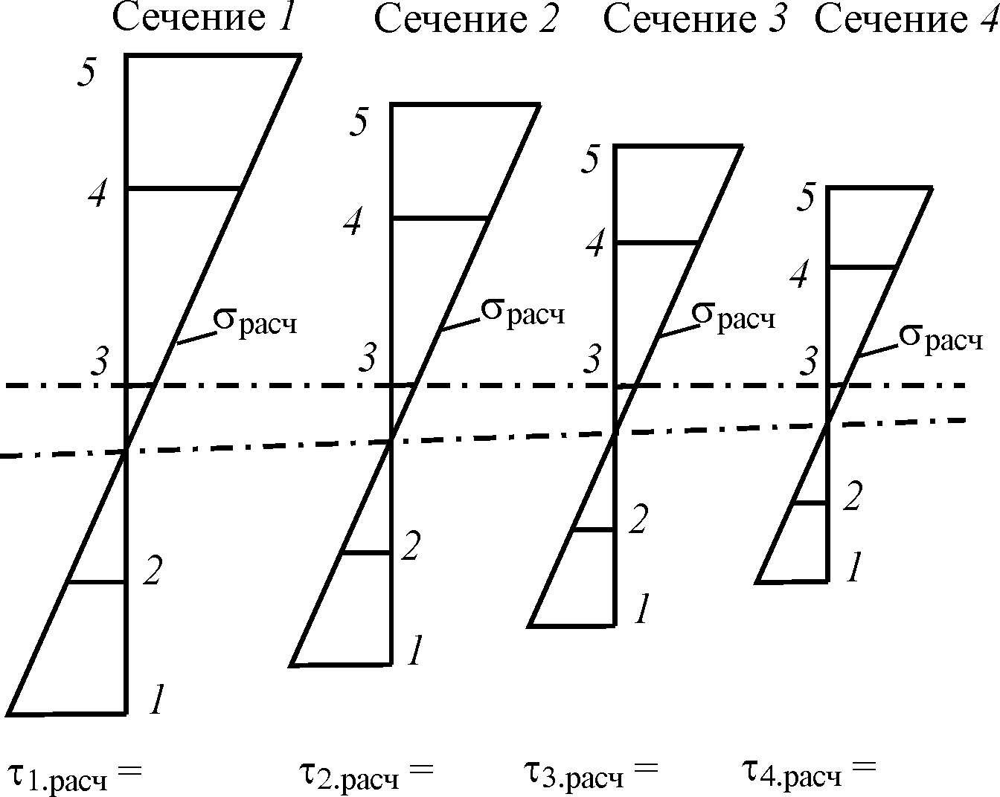 Сечение 1 Сечение 2 Сечение 3 Сечение 4
5 5 5 5
4 4 4 4
σрасч σрасч σрасч σрасч
3 3 3 3
2 2 2 2
1 1 1 1
τ1.расч = τ2.расч = τ3.расч = τ4.расч =